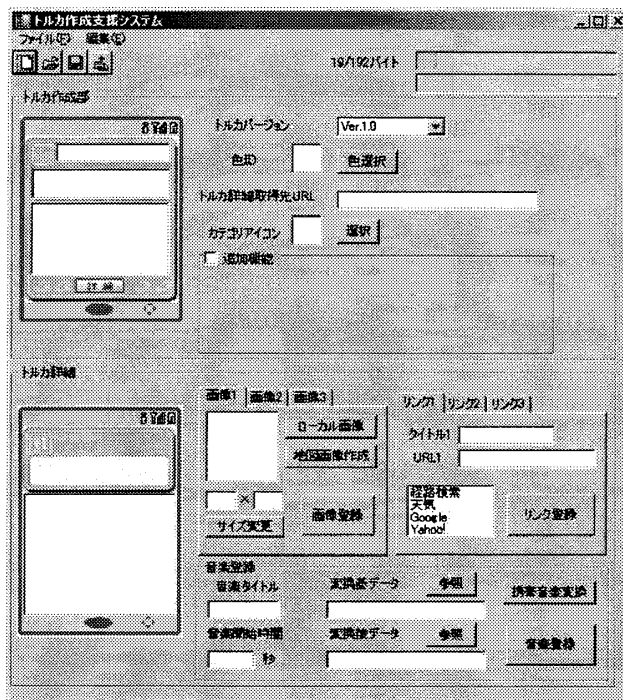 トルカ作成支援システム
ファイル(F) 編集(E)
19/192バイト
トルカ作成部
トルカバージョン Ver.1.0
色ID 色選択
トルカ詳細取得先URL
カテゴリアイコン 選択
追加機能
詳細
トルカ詳細
画像1 画像2 画像3
ローカル画像
地図画像作成
×
サイズ変更 画像登録
リンク1 リンク2 リンク3
タイトル1
URL1
経路検索
天気
Google
Yahoo!
リンク登録
音楽登録
音楽タイトル 変換基データ 参照 携帯音楽変換
音楽開始時間 変換後データ 参照 音楽登録
秒